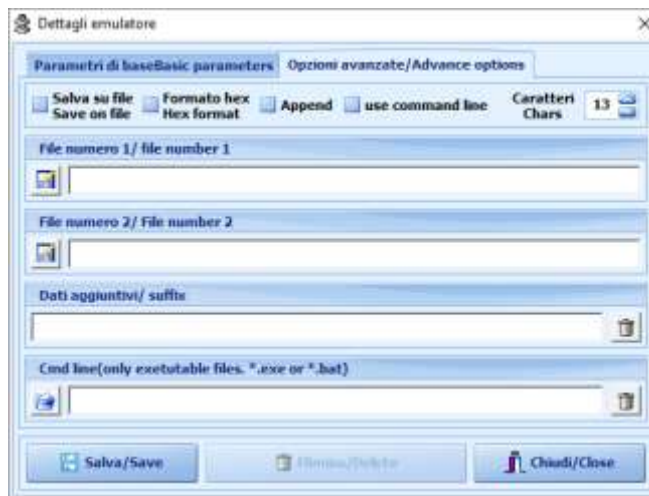 Dettagli emulatore
Parametri di baseBasic parameters
Opzioni avanzate/Advance options
Salva su file
Save on file
Formato hex
Hex format
Append
use command line
Caratteri
Chars
13
File numero 1/ file number 1
File numero 2/ File number 2
Dati aggiuntivi/ suffix
Cmd line(only exetutable files. *.exe or *.bat)
Salva/Save
Elimina/Delete
Chiudi/Close